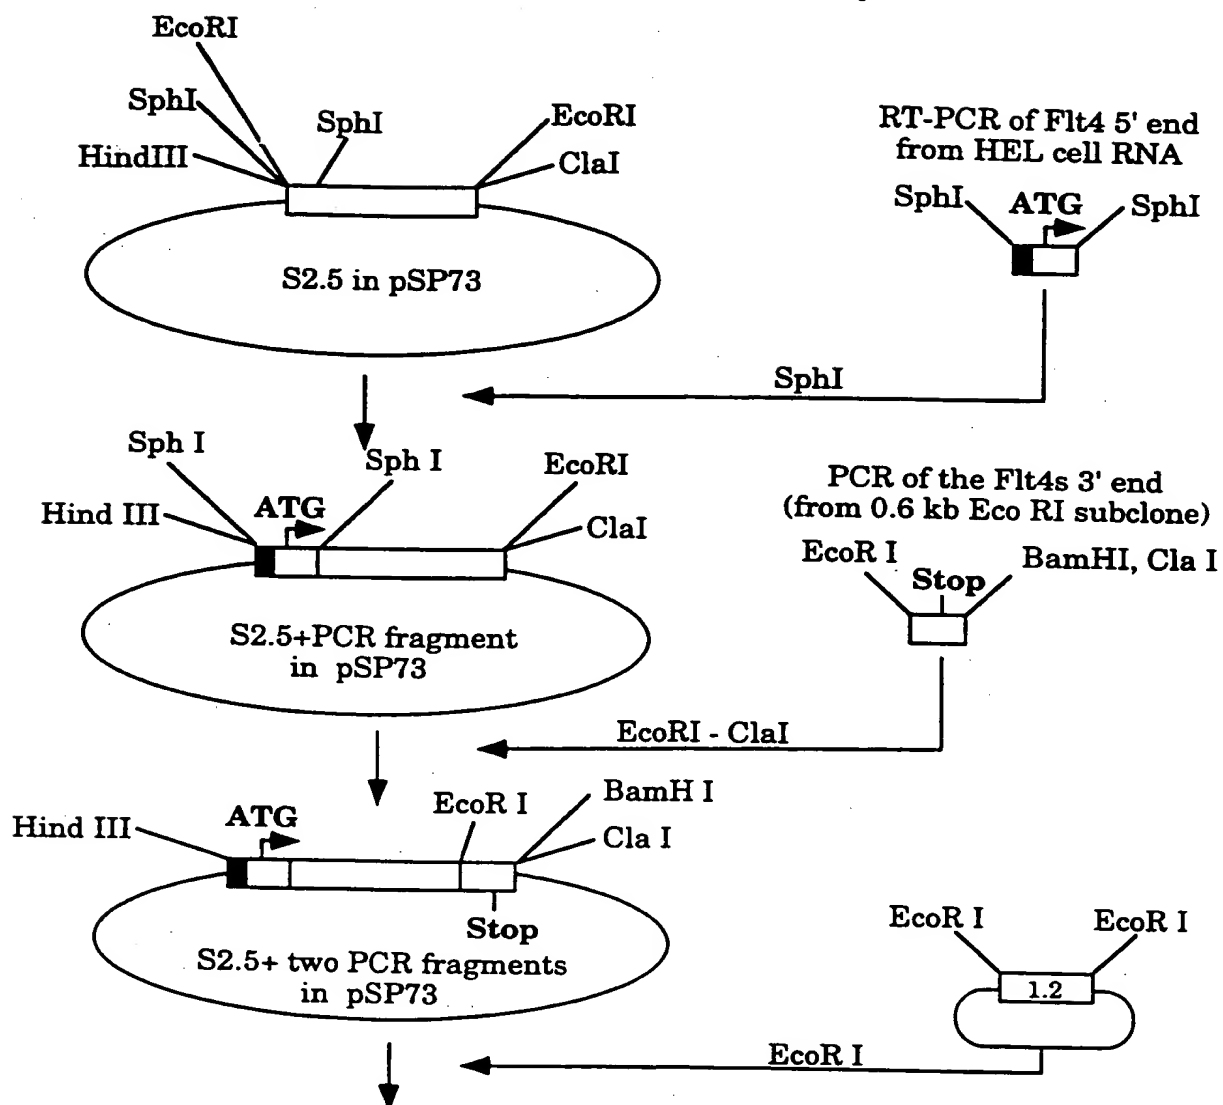 EcoRI
SphI
SphI
HindIII
EcoRI
ClaI
S2.5 in pSP73
RT-PCR of Flt4 5' end
from HEL cell RNA
SphI
ATG
SphI
SphI
Sph I
Sph I
EcoRI
Hind III
ATG
ClaI
S2.5+PCR fragment
in pSP73
PCR of the Flt4s 3' end
(from 0.6 kb Eco RI subclone)
EcoR I
Stop
BamHI, Cla I
EcoRI - ClaI
Hind III
ATG
EcoR I
BamH I
Cla I
Stop
S2.5+ two PCR fragments
in pSP73
EcoR I
EcoR I
1.2
EcoR I